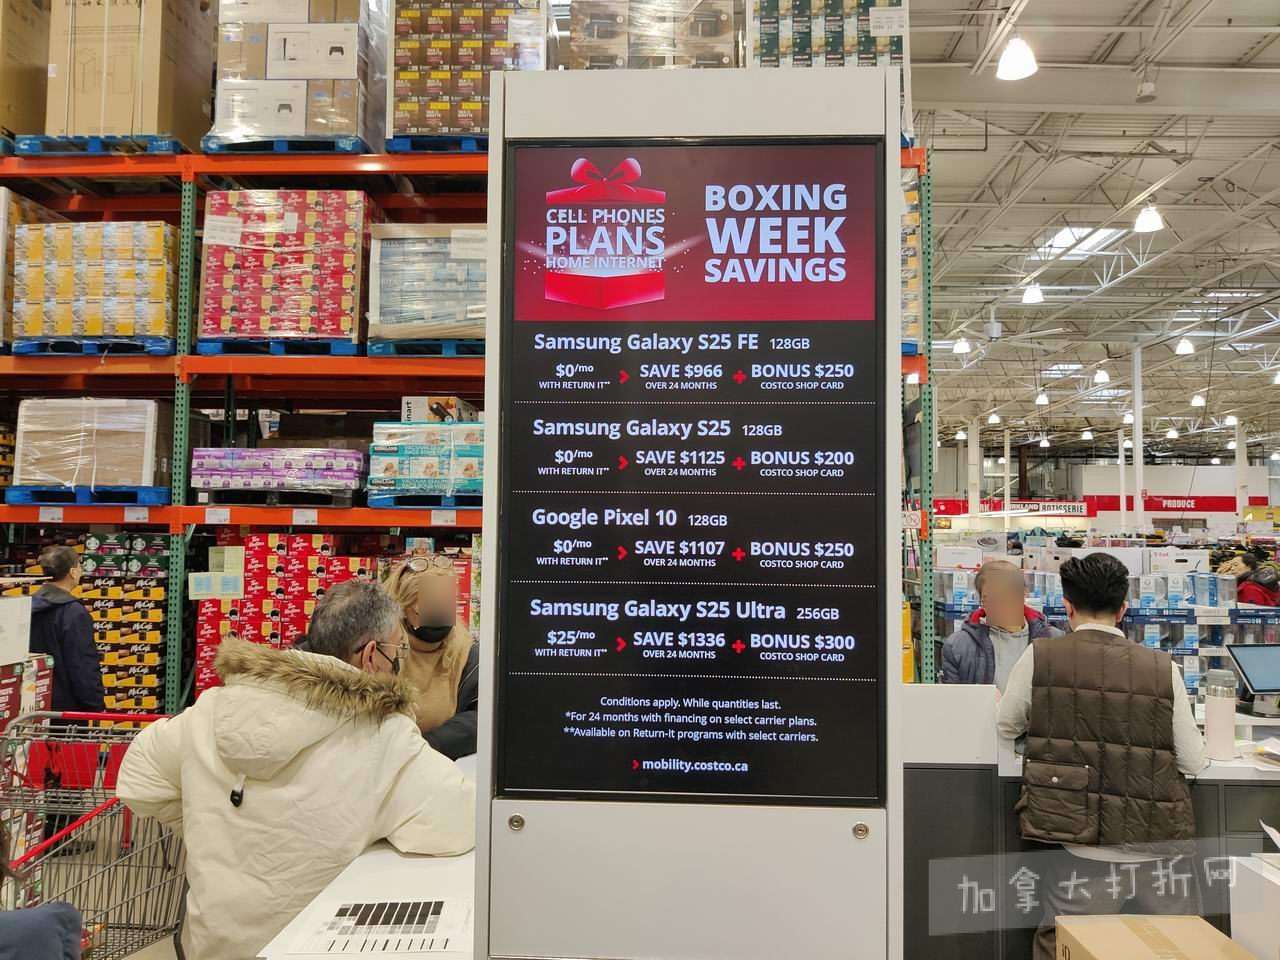 CELL PHONES
PLANS
HOME INTERNET
BOXING
WEEK
SAVINGS
Samsung Galaxy S25 FE 128GB
$0/mo
WITH RETURN IT**
SAVE $966
OVER 24 MONTHS
BONUS $250
COSTCO SHOP CARD
Samsung Galaxy S25 128GB
$0/mo
WITH RETURN IT**
SAVE $1125
OVER 24 MONTHS
BONUS $200
COSTCO SHOP CARD
Google Pixel 10 128GB
$0/mo
WITH RETURN IT**
SAVE $1107
OVER 24 MONTHS
BONUS $250
COSTCO SHOP CARD
Samsung Galaxy S25 Ultra 256GB
$25/mo
WITH RETURN IT**
SAVE $1336
OVER 24 MONTHS
BONUS $300
COSTCO SHOP CARD
Conditions apply. While quantities last.
*For 24 months with financing on select carrier plans.
**Available on Return-It programs with select carriers.
mobility.costco.ca
ROTISSERIE
PRODUCE
McCafé
加拿大打折网